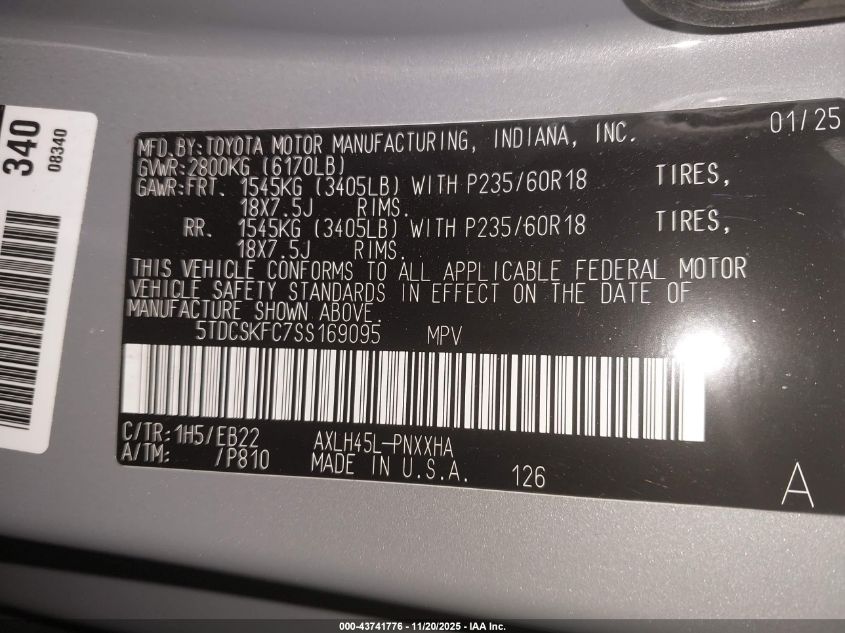 340
08340
MFD.BY:TOYOTA MOTOR MANUFACTURING, INDIANA, INC. 01/25
GVWR:2800KG (6170LB)
GAWR:FRT. 1545KG (3405LB) WITH P235/60R18 TIRES,
18X7.5J RIMS.
RR. 1545KG (3405LB) WITH P235/60R18 TIRES,
18X7.5J RIMS.
THIS VEHICLE CONFORMS TO ALL APPLICABLE FEDERAL MOTOR
VEHICLE SAFETY STANDARDS IN EFFECT ON THE DATE OF
MANUFACTURE SHOWN ABOVE.
5TDCSKFC7SS169095 MPV
C/TR:1H5/EB22 AXLH45L-PNXXHA
A/TM: /P810 MADE IN U.S.A. 126 A
000-43741776 - 11/20/2025 - IAA Inc.